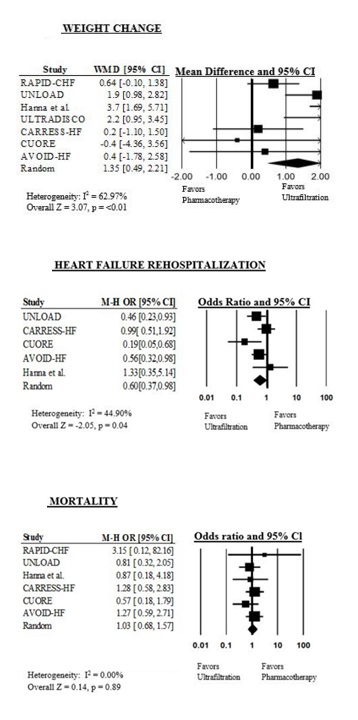 WEIGHT CHANGE
Study WMD [95% CI] Mean Difference and 95% CI
RAPID-CHF 0.64 [-0.10, 1.38]
UNLOAD 1.9 [0.98, 2.82]
Hanna et al. 3.7 [1.69, 5.71]
ULTRADISCO 2.2 [0.95, 3.45]
CARRESS-HF 0.2 [-1.10, 1.50]
CUORE -0.4 [-4.36, 3.56]
AVOID-HF 0.4 [-1.78, 2.58]
Random 1.35 [0.49, 2.21]
-2.00 -1.00 0.00 1.00 2.00
Favors Pharmacotherapy
Favors Ultrafiltration
Heterogeneity: I² = 62.97%
Overall Z = 3.07, p = <0.01
HEART FAILURE REHOSPITALIZATION
Study M-H OR [95% CI] Odds Ratio and 95% CI
UNLOAD 0.46 [0.23,0.93]
CARRESS-HF 0.99[ 0.51,1.92]
CUORE 0.19[0.05,0.68]
AVOID-HF 0.56[0.32,0.98]
Hanna et al. 1.33[0.35,5.14]
Random 0.60[0.37,0.98]
0.01 0.1 1 10 100
Heterogeneity: I² = 44.90%
Overall Z = -2.05, p = 0.04
Favors Ultrafiltration
Favors Pharmacotherapy
MORTALITY
Study M-H OR [95% CI] Odds ratio and 95% CI
RAPID-CHF 3.15 [ 0.12, 82.16]
UNLOAD 0.81 [ 0.32, 2.05]
Hanna et al. 0.87 [ 0.18, 4.18]
CARRESS-HF 1.28 [ 0.58, 2.83]
CUORE 0.57 [ 0.18, 1.79]
AVOID-HF 1.27 [ 0.59, 2.71]
Random 1.03 [ 0.68, 1.57]
0.01 0.1 1 10 100
Favors Ultrafiltration
Favors Pharmacotherapy
Heterogeneity: I² = 0.00%
Overall Z = 0.14, p = 0.89